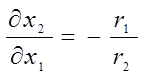 ∂x₂/∂x₁ = − r₁/r₂